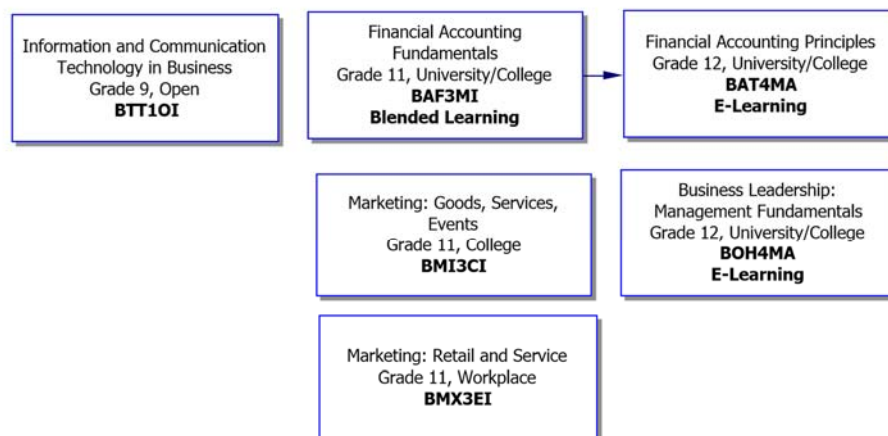 Information and Communication
Technology in Business
Grade 9, Open
BTT1OI
Financial Accounting
Fundamentals
Grade 11, University/College
BAF3MI
Blended Learning
Financial Accounting Principles
Grade 12, University/College
BAT4MA
E-Learning
Marketing: Goods, Services,
Events
Grade 11, College
BMI3CI
Business Leadership:
Management Fundamentals
Grade 12, University/College
BOH4MA
E-Learning
Marketing: Retail and Service
Grade 11, Workplace
BMX3EI